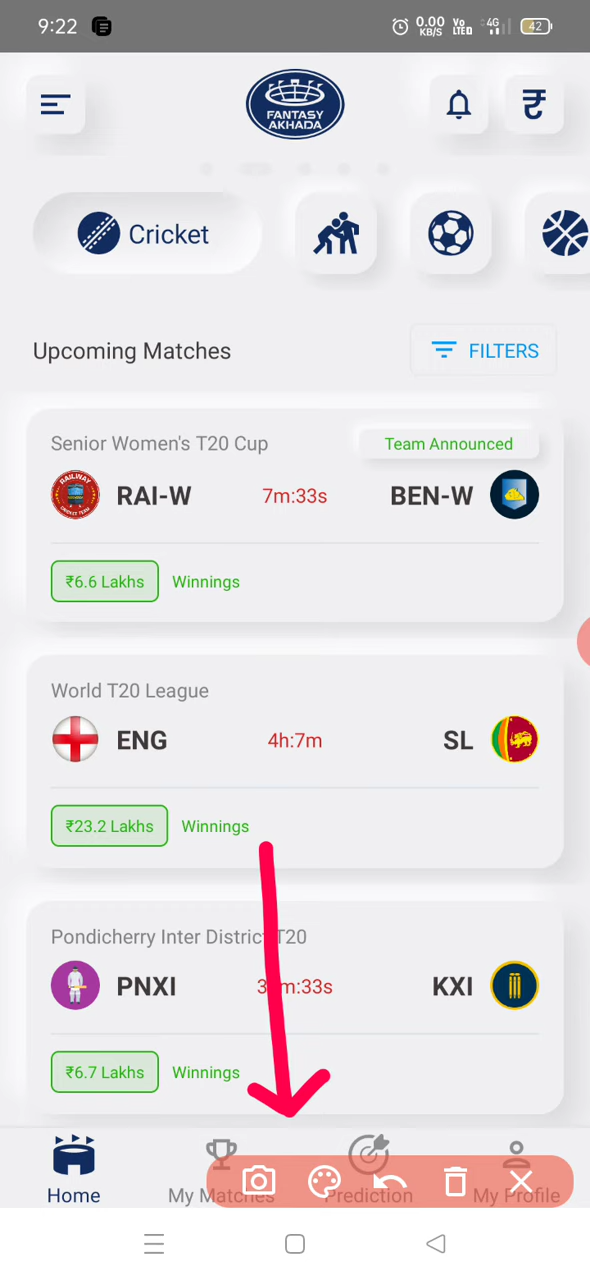 9:22
0.00 KB/S
Vo LTE
4G
42
FANTASY
AKHADA
Cricket
Upcoming Matches
FILTERS
Senior Women's T20 Cup
Team Announced
RAI-W
7m:33s
BEN-W
₹6.6 Lakhs
Winnings
World T20 League
ENG
4h:7m
SL
₹23.2 Lakhs
Winnings
Pondicherry Inter District T20
PNXI
m:33s
KXI
₹6.7 Lakhs
Winnings
Home
My Matches
Prediction
My Profile